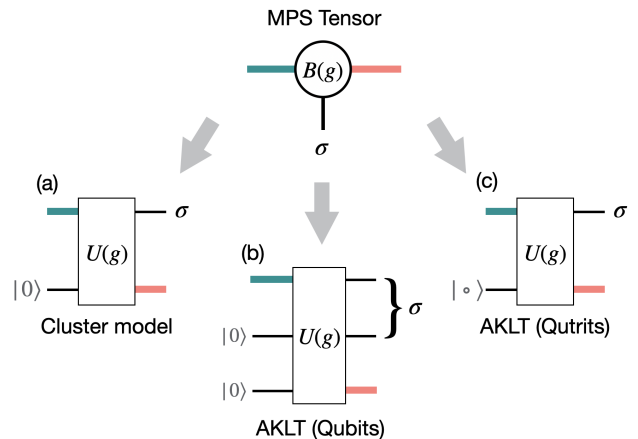 MPS Tensor
B(g)
σ
(a)
σ
U(g)
|0⟩
Cluster model
(b)
U(g)
σ
|0⟩
|0⟩
AKLT (Qubits)
(c)
σ
U(g)
|∘⟩
AKLT (Qutrits)